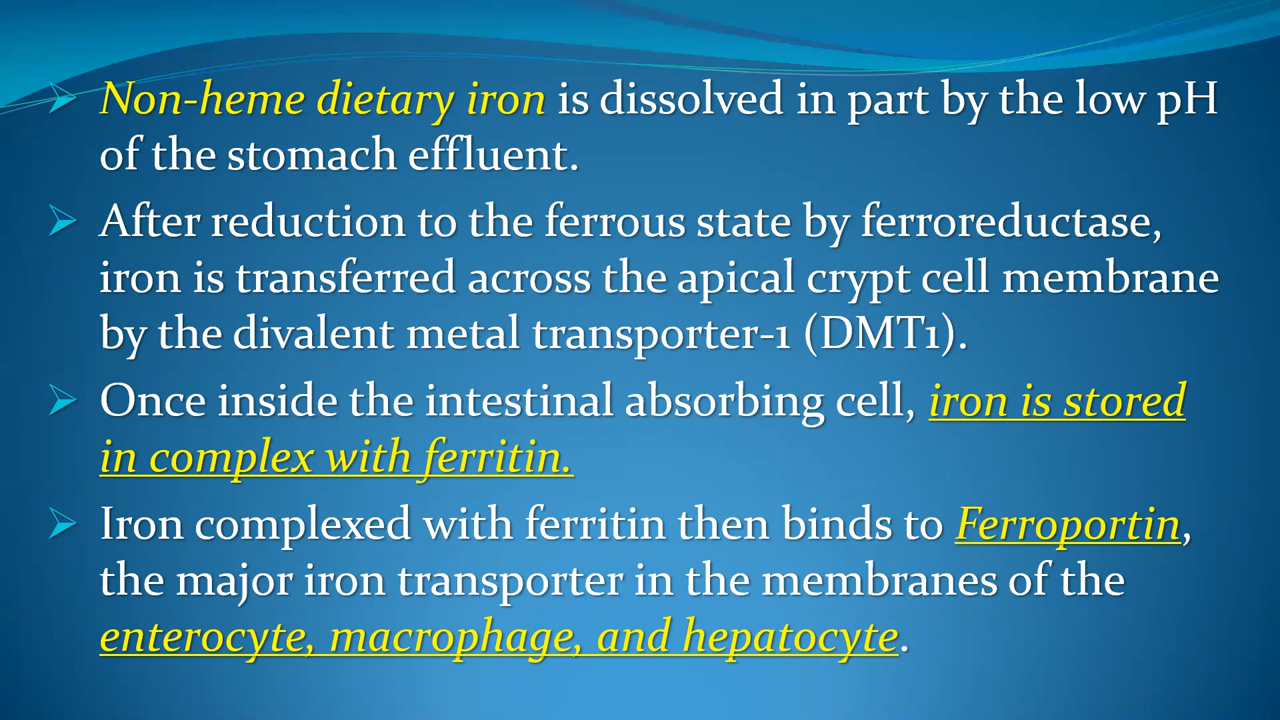 Non-heme dietary iron is dissolved in part by the low pH
of the stomach effluent.
After reduction to the ferrous state by ferroreductase,
iron is transferred across the apical crypt cell membrane
by the divalent metal transporter-1 (DMT1).
Once inside the intestinal absorbing cell, iron is stored
in complex with ferritin.
Iron complexed with ferritin then binds to Ferroportin,
the major iron transporter in the membranes of the
enterocyte, macrophage, and hepatocyte.